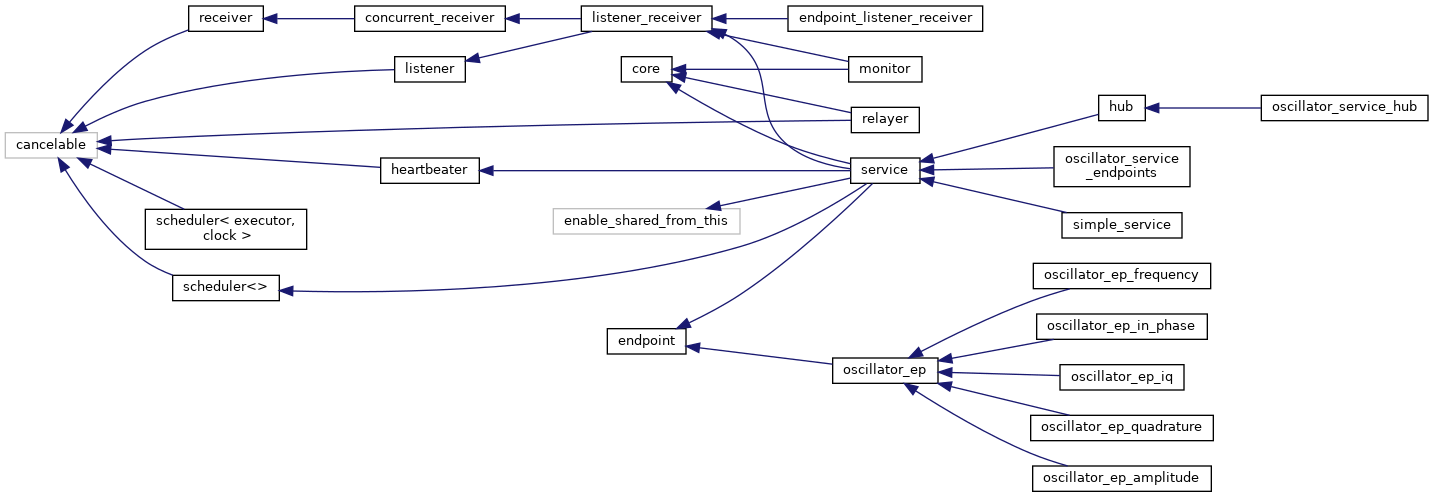 receiver
concurrent_receiver
listener_receiver
endpoint_listener_receiver
listener
core
monitor
hub
oscillator_service_hub
relayer
cancelable
heartbeater
service
oscillator_service
_endpoints
scheduler< executor,
clock >
enable_shared_from_this
simple_service
scheduler<>
oscillator_ep_frequency
endpoint
oscillator_ep_in_phase
oscillator_ep
oscillator_ep_iq
oscillator_ep_quadrature
oscillator_ep_amplitude